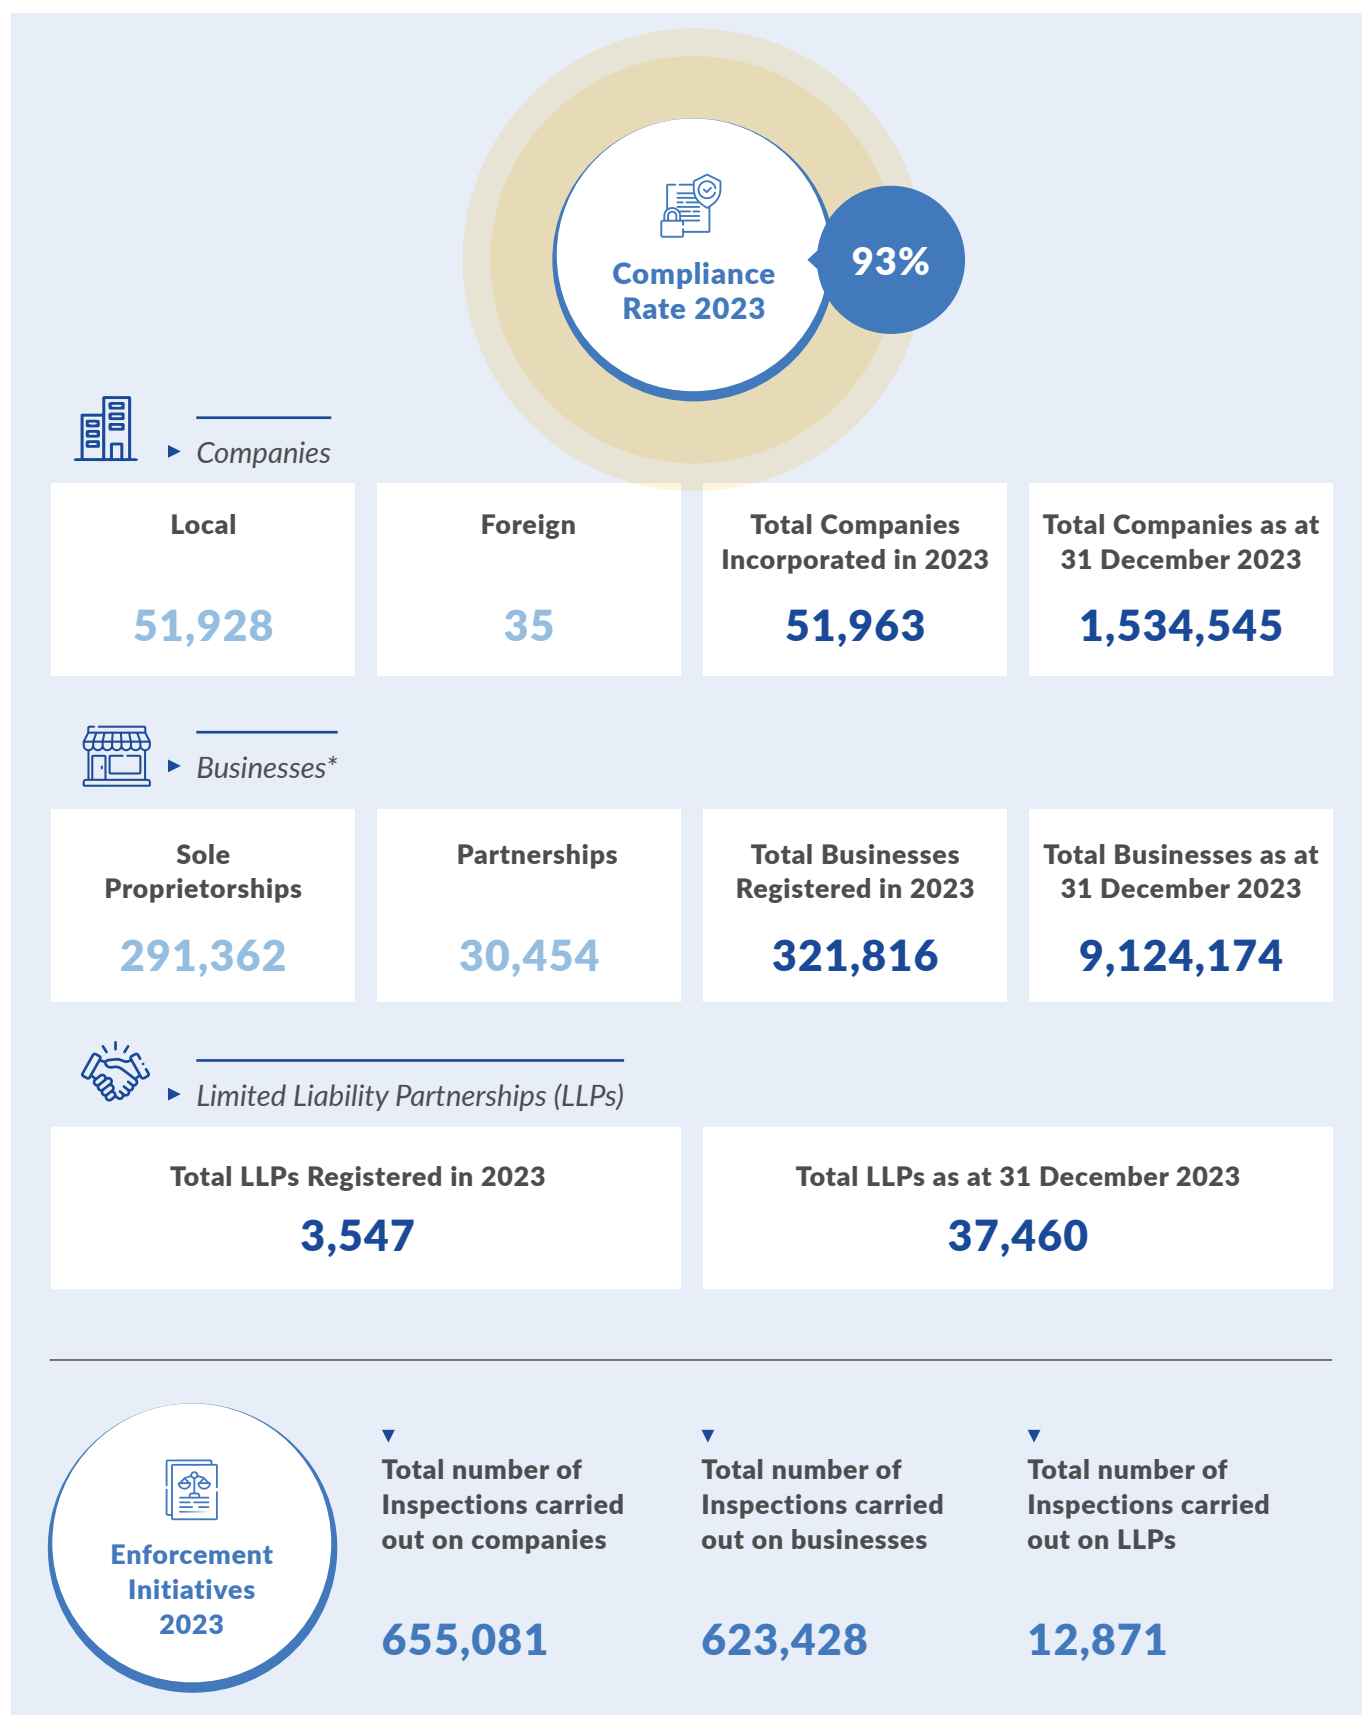 Compliance
Rate 2023
93%
Companies
Local
51,928
Foreign
35
Total Companies
Incorporated in 2023
51,963
Total Companies as at
31 December 2023
1,534,545
Businesses*
Sole
Proprietorships
291,362
Partnerships
30,454
Total Businesses
Registered in 2023
321,816
Total Businesses as at
31 December 2023
9,124,174
Limited Liability Partnerships (LLPs)
Total LLPs Registered in 2023
3,547
Total LLPs as at 31 December 2023
37,460
Enforcement
Initiatives
2023
Total number of
Inspections carried
out on companies
655,081
Total number of
Inspections carried
out on businesses
623,428
Total number of
Inspections carried
out on LLPs
12,871